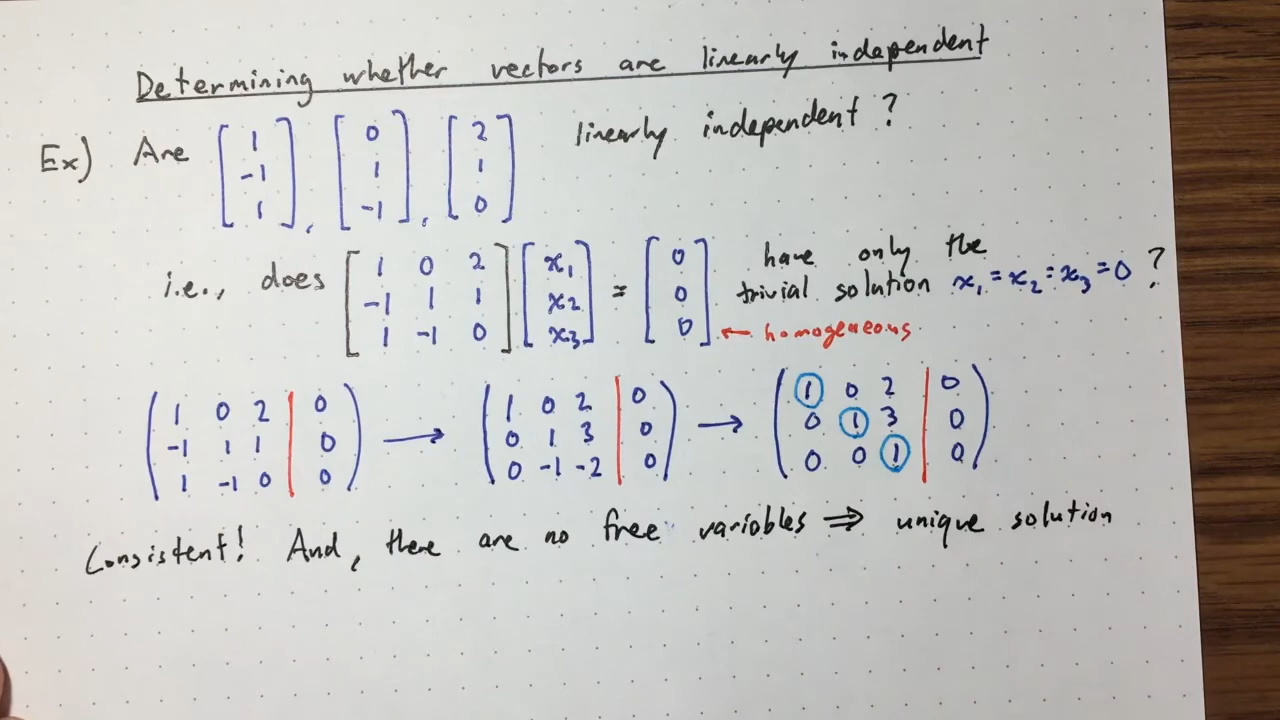 Determining whether vectors are linearly independent
Ex) Are [1 -1 1], [0 1 -1], [2 1 0] linearly independent?
i.e., does [1 0 2; -1 1 1; 1 -1 0] [x₁ x₂ x₃] = [0 0 0] have only the trivial solution x₁ = x₂ = x₃ = 0 ?
← homogeneous
(1 0 2 | 0; -1 1 1 | 0; 1 -1 0 | 0) → (1 0 2 | 0; 0 1 3 | 0; 0 -1 -2 | 0) → (1 0 2 | 0; 0 1 3 | 0; 0 0 1 | 0)
Consistent! And, there are no free variables ⇒ unique solution